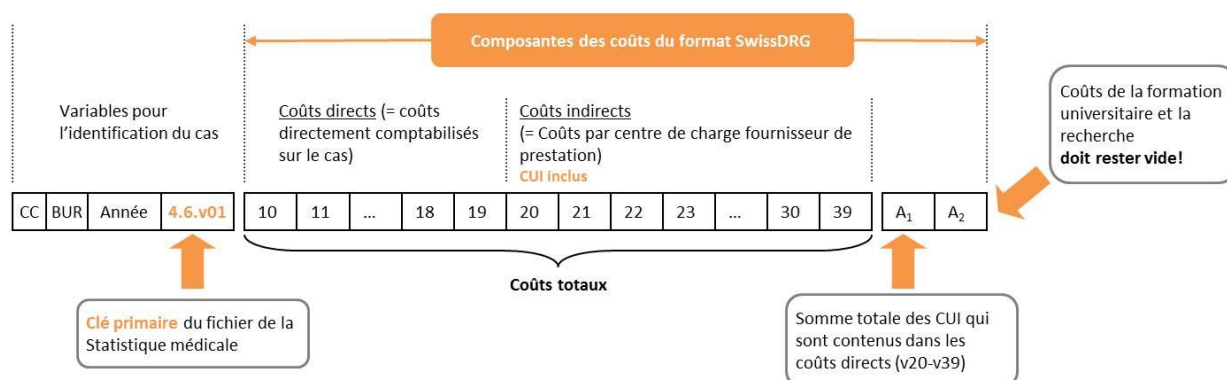 Composantes des coûts du format SwissDRG
Variables pour
l'identification du cas
Coûts directs (= coûts
directement comptabilisés
sur le cas)
Coûts indirects
(= Coûts par centre de charge fournisseur de
prestation)
CUI inclus
Coûts de la formation
universitaire et la
recherche
doit rester vide!
CC BUR Année 4.6.v01 10 11 ... 18 19 20 21 22 23 ... 30 39 A1 A2
Coûts totaux
Clé primaire du fichier de la
Statistique médicale
Somme totale des CUI qui
sont contenus dans les
coûts directs (v20-v39)